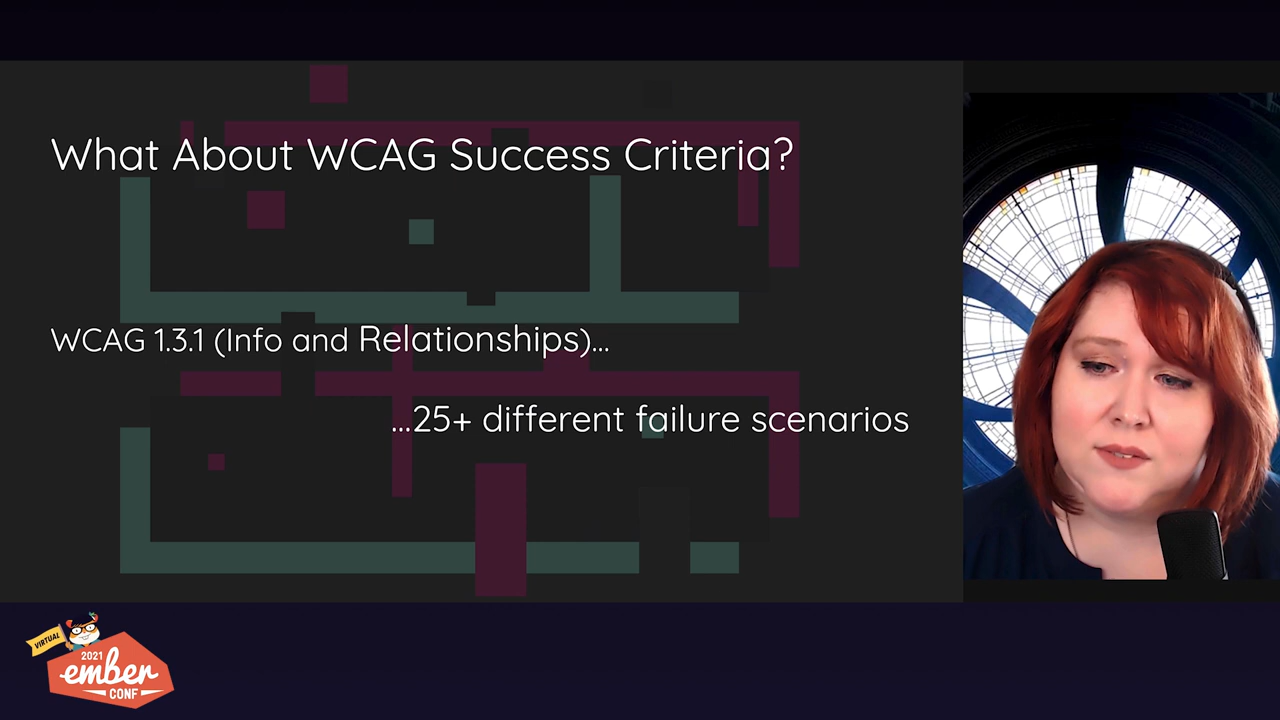 What About WCAG Success Criteria?
WCAG 1.3.1 (Info and Relationships)...
...25+ different failure scenarios
VIRTUAL
2021
ember
CONF